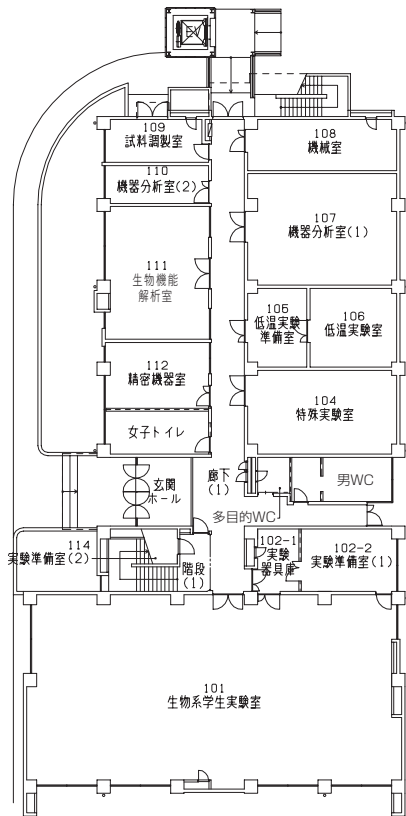 EV
109
試料調製室
108
機械室
110
機器分析室(2)
107
機器分析室(1)
111
生物機能
解析室
105
低温実験
準備室
106
低温実験室
112
精密機器室
104
特殊実験室
女子トイレ
玄関
ホール
廊下
(1)
男WC
多目的WC
114
実験準備室(2)
階段
(1)
102-1
実験
器具庫
102-2
実験準備室(1)
101
生物系学生実験室